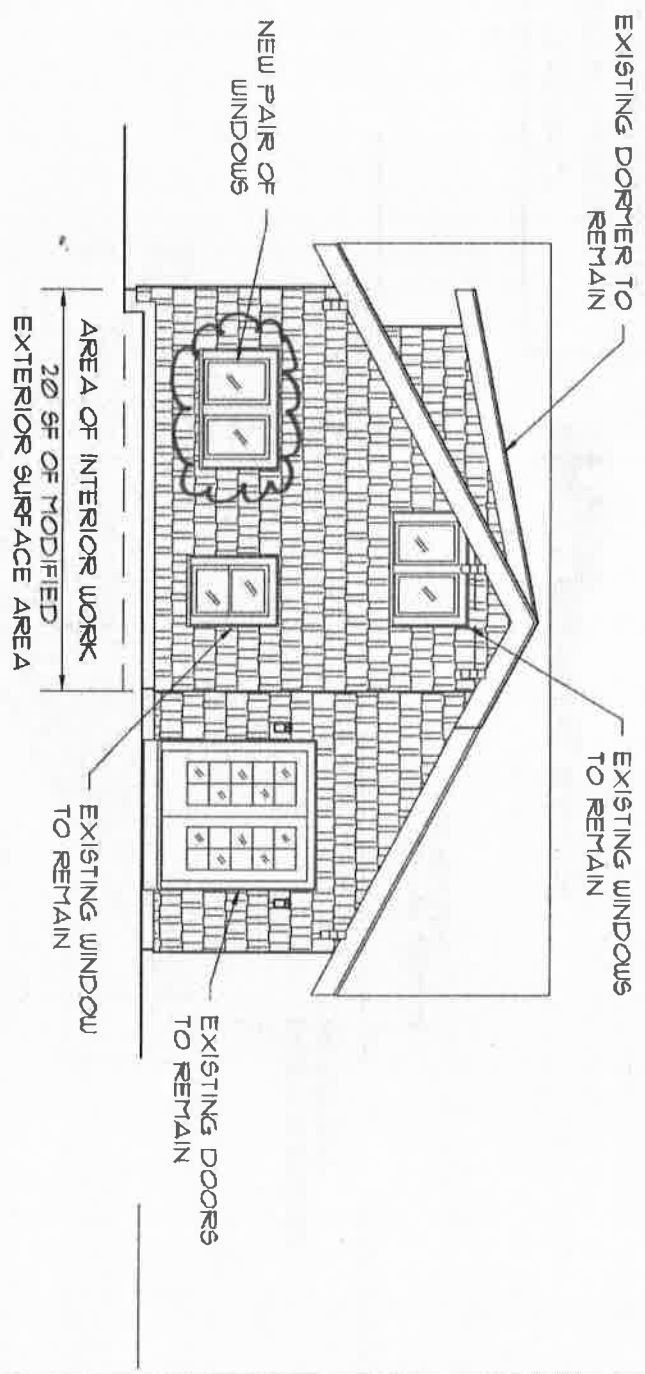 EXISTING DORMER TO
REMAIN
EXISTING WINDOWS
TO REMAIN
NEW PAIR OF
WINDOWS
AREA OF INTERIOR WORK
20 SF OF MODIFIED
EXTERIOR SURFACE AREA
EXISTING WINDOW
TO REMAIN
EXISTING DOORS
TO REMAIN